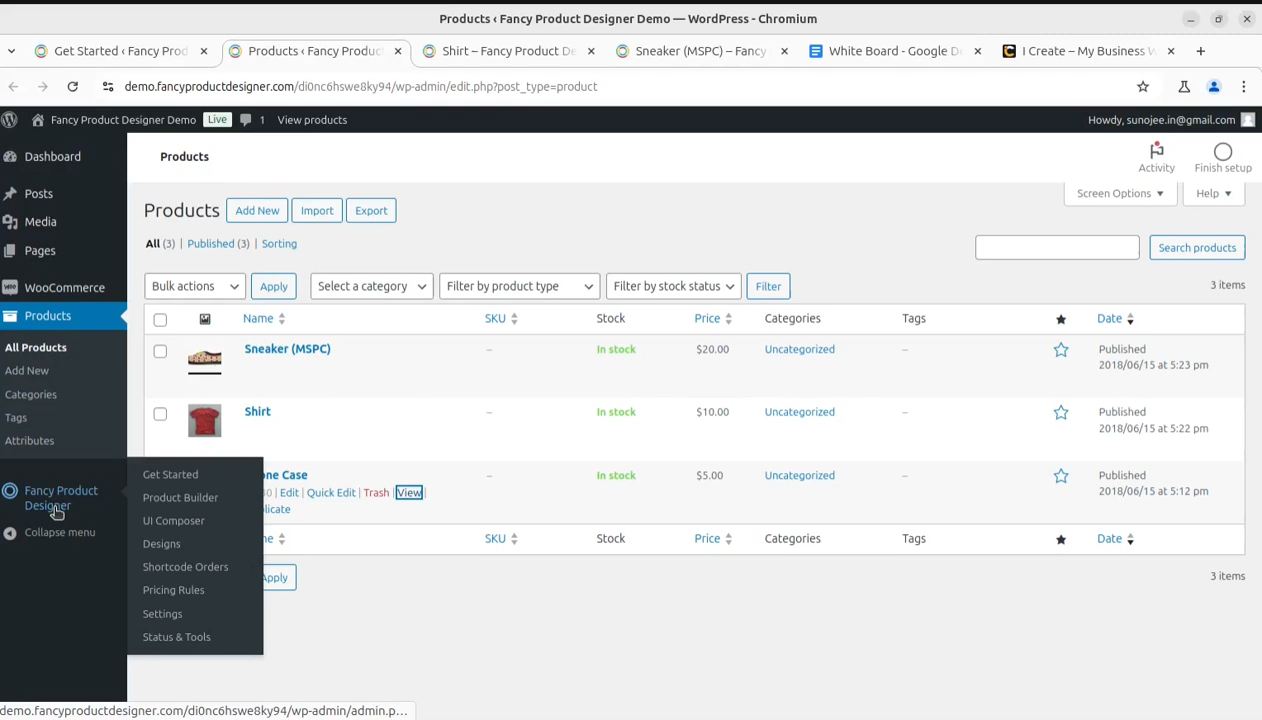 Products ‹ Fancy Product Designer Demo — WordPress - Chromium
Get Started ‹ Fancy Prod
Products ‹ Fancy Produc
Shirt – Fancy Product De
Sneaker (MSPC) – Fancy
White Board - Google D
I Create – My Business W
demo.fancyproductdesigner.com/di0nc6hswe8ky94/wp-admin/edit.php?post_type=product
Fancy Product Designer Demo Live 1 View products
Howdy, sunojee.in@gmail.com
Dashboard
Posts
Media
Pages
WooCommerce
Products
All Products
Add New
Categories
Tags
Attributes
Fancy Product
Designer
Collapse menu
Get Started
Product Builder
UI Composer
Designs
Shortcode Orders
Pricing Rules
Settings
Status & Tools
Products
Activity
Finish setup
Screen Options
Help
Products Add New Import Export
All (3) | Published (3) | Sorting
Search products
Bulk actions Apply Select a category Filter by product type Filter by stock status Filter
3 items
Name SKU Stock Price Categories Tags Date
Sneaker (MSPC) – In stock $20.00 Uncategorized – Published
2018/06/15 at 5:23 pm
Shirt – In stock $10.00 Uncategorized – Published
2018/06/15 at 5:22 pm
one Case – In stock $5.00 Uncategorized – Published
2018/06/15 at 5:12 pm
| Edit | Quick Edit | Trash | View |
licate
me SKU Stock Price Categories Tags Date
Apply
3 items
demo.fancyproductdesigner.com/di0nc6hswe8ky94/wp-admin/admin.p...